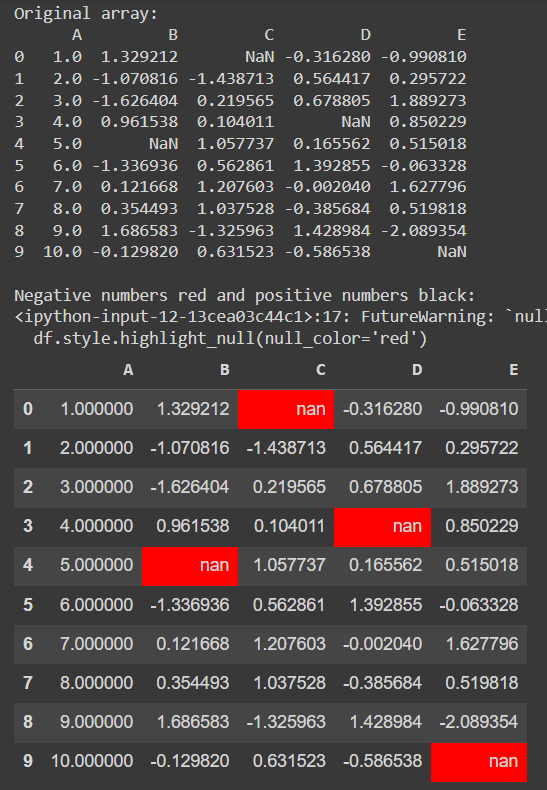 Original array:
A B C D E
0 1.0 1.329212 NaN -0.316280 -0.990810
1 2.0 -1.070816 -1.438713 0.564417 0.295722
2 3.0 -1.626404 0.219565 0.678805 1.889273
3 4.0 0.961538 0.104011 NaN 0.850229
4 5.0 NaN 1.057737 0.165562 0.515018
5 6.0 -1.336936 0.562861 1.392855 -0.063328
6 7.0 0.121668 1.207603 -0.002040 1.627796
7 8.0 0.354493 1.037528 -0.385684 0.519818
8 9.0 1.686583 -1.325963 1.428984 -2.089354
9 10.0 -0.129820 0.631523 -0.586538 NaN
Negative numbers red and positive numbers black:
<ipython-input-12-13cea03c44c1>:17: FutureWarning: `null
df.style.highlight_null(null_color='red')
A B C D E
0 1.000000 1.329212 nan -0.316280 -0.990810
1 2.000000 -1.070816 -1.438713 0.564417 0.295722
2 3.000000 -1.626404 0.219565 0.678805 1.889273
3 4.000000 0.961538 0.104011 nan 0.850229
4 5.000000 nan 1.057737 0.165562 0.515018
5 6.000000 -1.336936 0.562861 1.392855 -0.063328
6 7.000000 0.121668 1.207603 -0.002040 1.627796
7 8.000000 0.354493 1.037528 -0.385684 0.519818
8 9.000000 1.686583 -1.325963 1.428984 -2.089354
9 10.000000 -0.129820 0.631523 -0.586538 nan